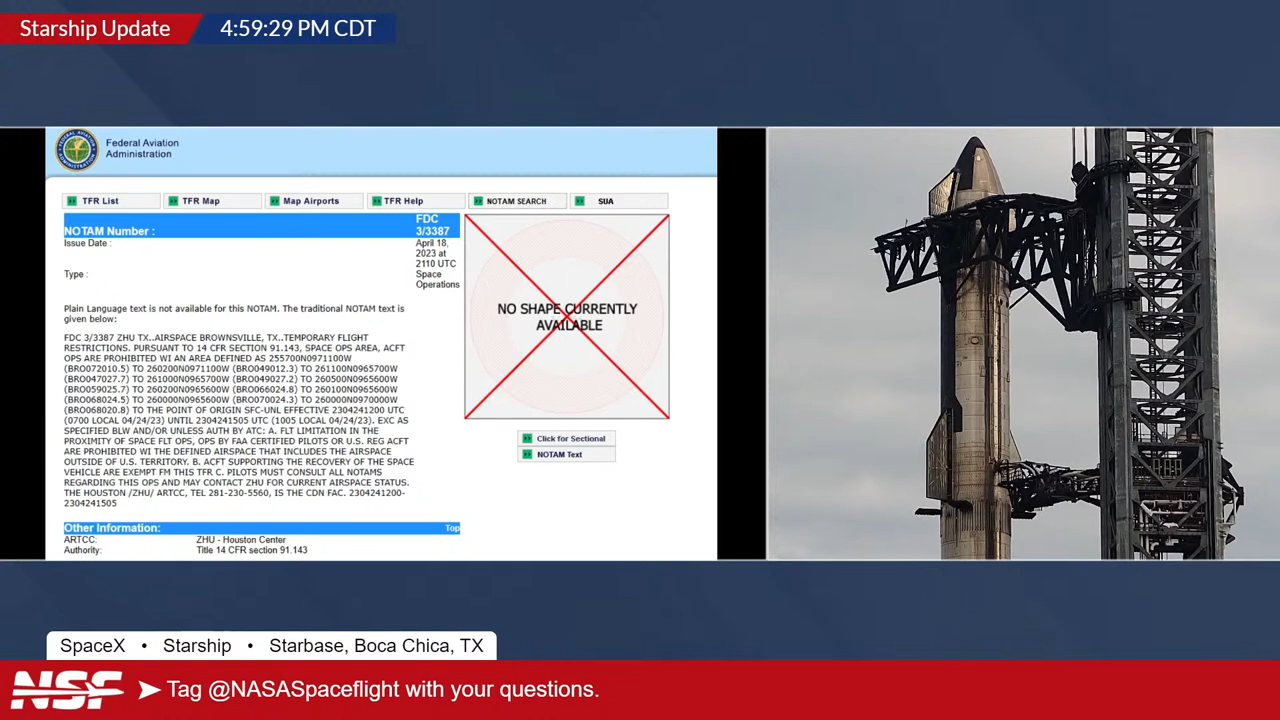 Starship Update
4:59:29 PM CDT
Federal Aviation
Administration
TFR List
TFR Map
Map Airports
TFR Help
NOTAM SEARCH
SUA
NOTAM Number :
FDC
3/3387
Issue Date :
April 18,
2023 at
2110 UTC
Type :
Space
Operations
Plain Language text is not available for this NOTAM. The traditional NOTAM text is
given below:
FDC 3/3387 ZHU TX..AIRSPACE BROWNSVILLE, TX..TEMPORARY FLIGHT
RESTRICTIONS. PURSUANT TO 14 CFR SECTION 91.143, SPACE OPS AREA, ACFT
OPS ARE PROHIBITED WI AN AREA DEFINED AS 255700N0971100W
(BRO072010.5) TO 260200N0971100W (BRO049012.3) TO 261100N0965700W
(BRO047027.7) TO 261000N0965700W (BRO049027.2) TO 260500N0965600W
(BRO059025.7) TO 260200N0965600W (BRO066024.8) TO 260100N0965600W
(BRO068024.5) TO 260000N0965600W (BRO070024.3) TO 260000N0970000W
(BRO068020.8) TO THE POINT OF ORIGIN SFC-UNL EFFECTIVE 2304241200 UTC
(0700 LOCAL 04/24/23) UNTIL 2304241505 UTC (1005 LOCAL 04/24/23). EXC AS
SPECIFIED BLW AND/OR UNLESS AUTH BY ATC: A. FLT LIMITATION IN THE
PROXIMITY OF SPACE FLT OPS, OPS BY FAA CERTIFIED PILOTS OR U.S. REG ACFT
ARE PROHIBITED WI THE DEFINED AIRSPACE THAT INCLUDES THE AIRSPACE
OUTSIDE OF U.S. TERRITORY. B. ACFT SUPPORTING THE RECOVERY OF THE SPACE
VEHICLE ARE EXEMPT FM THIS TFR C. PILOTS MUST CONSULT ALL NOTAMS
REGARDING THIS OPS AND MAY CONTACT ZHU FOR CURRENT AIRSPACE STATUS.
THE HOUSTON /ZHU/ ARTCC, TEL 281-230-5560, IS THE CDN FAC. 2304241200-
2304241505
NO SHAPE CURRENTLY
AVAILABLE
Click for Sectional
NOTAM Text
Other Information:
Top
ARTCC: ZHU - Houston Center
Authority: Title 14 CFR section 91.143
SpaceX • Starship • Starbase, Boca Chica, TX
NSF
Tag @NASASpaceflight with your questions.